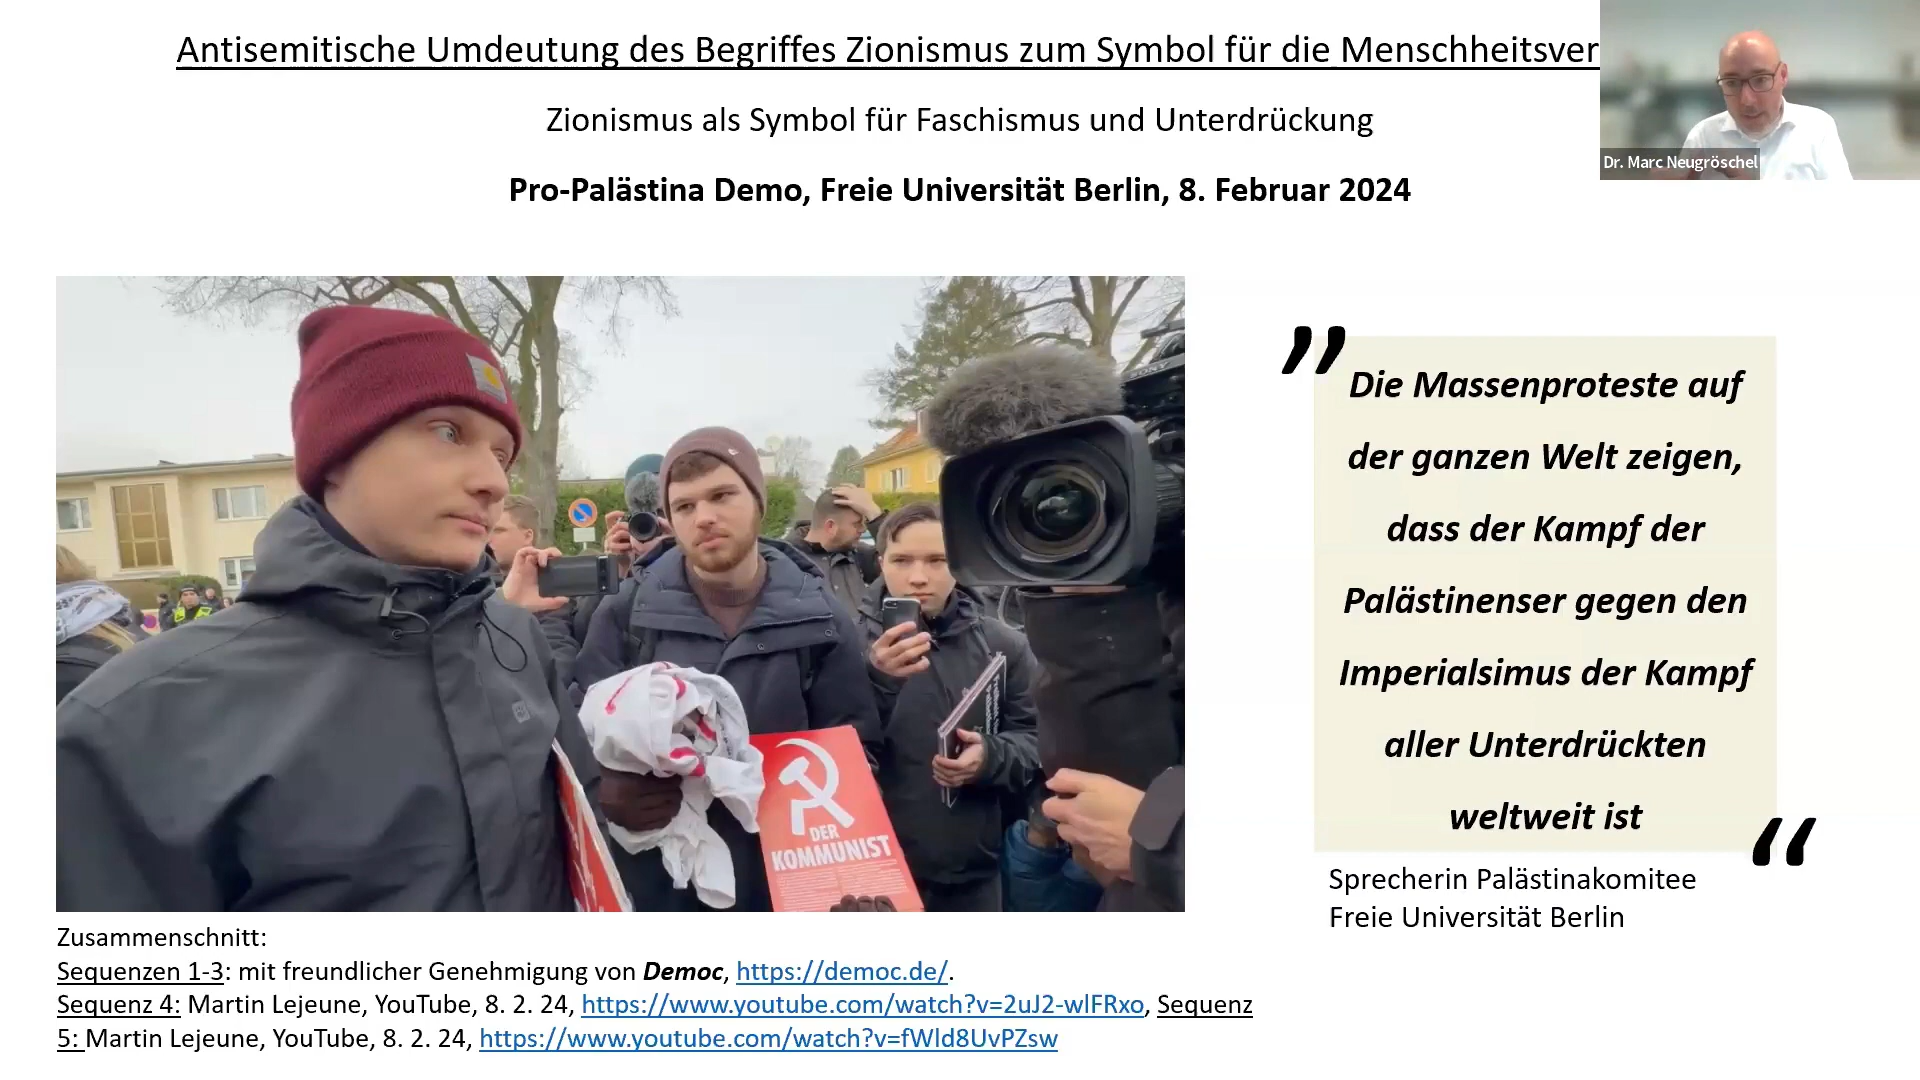 Antisemitische Umdeutung des Begriffes Zionismus zum Symbol für die Menschheitsver
Zionismus als Symbol für Faschismus und Unterdrückung
Dr. Marc Neugröschel
Pro-Palästina Demo, Freie Universität Berlin, 8. Februar 2024
SONY
DER
KOMMUNIST
”
Die Massenproteste auf
der ganzen Welt zeigen,
dass der Kampf der
Palästinenser gegen den
Imperialsimus der Kampf
aller Unterdrückten
weltweit ist
“
Sprecherin Palästinakomitee
Freie Universität Berlin
Zusammenschnitt:
Sequenzen 1-3: mit freundlicher Genehmigung von Democ, https://democ.de/.
Sequenz 4: Martin Lejeune, YouTube, 8. 2. 24, https://www.youtube.com/watch?v=2uJ2-wlFRxo, Sequenz
5: Martin Lejeune, YouTube, 8. 2. 24, https://www.youtube.com/watch?v=fWld8UvPZsw